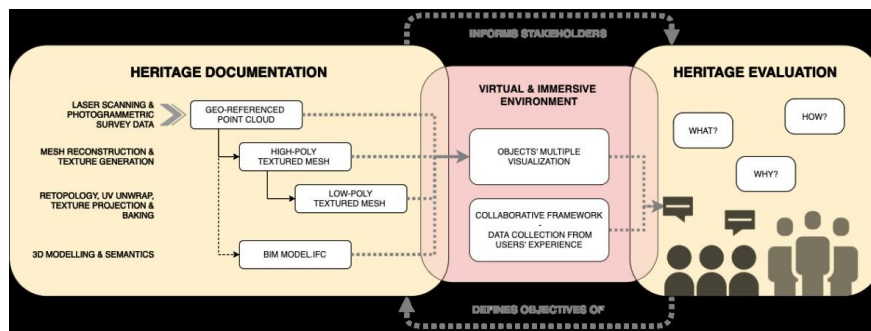 INFORMS STAKEHOLDERS
HERITAGE DOCUMENTATION
LASER SCANNING &
PHOTOGRAMMETRIC
SURVEY DATA
GEO-REFERENCED
POINT CLOUD
MESH RECONSTRUCTION &
TEXTURE GENERATION
HIGH-POLY
TEXTURED MESH
RETOPOLOGY, UV UNWRAP,
TEXTURE PROJECTION &
BAKING
LOW-POLY
TEXTURED MESH
3D MODELLING & SEMANTICS
BIM MODEL.IFC
VIRTUAL & IMMERSIVE
ENVIRONMENT
OBJECTS' MULTIPLE
VISUALIZATION
COLLABORATIVE FRAMEWORK
-
DATA COLLECTION FROM
USERS' EXPERIENCE
HERITAGE EVALUATION
WHAT?
HOW?
WHY?
DEFINES OBJECTIVES OF